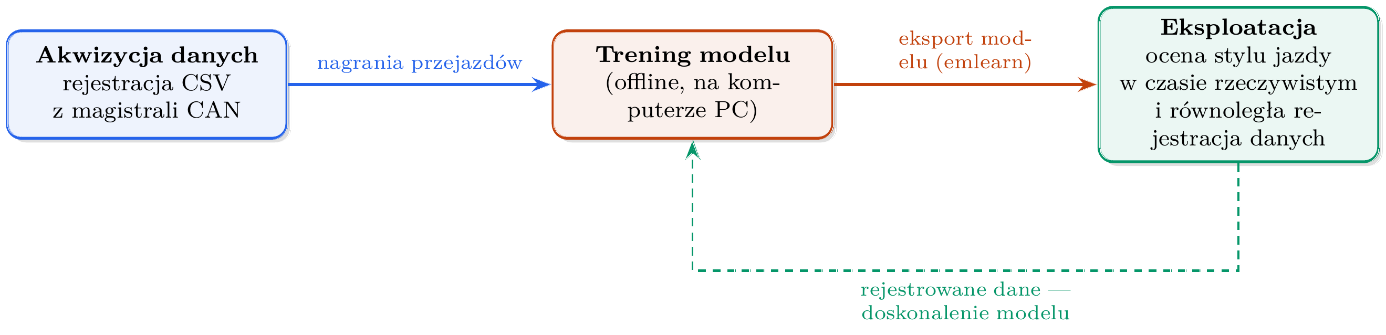 Akwizycja danych
rejestracja CSV
z magistrali CAN
nagrania przejazdów
Trening modelu
(offline, na kom-
puterze PC)
eksport mod-
elu (emlearn)
Eksploatacja
ocena stylu jazdy
w czasie rzeczywistym
i równoległa re-
jestracja danych
rejestrowane dane —
doskonalenie modelu